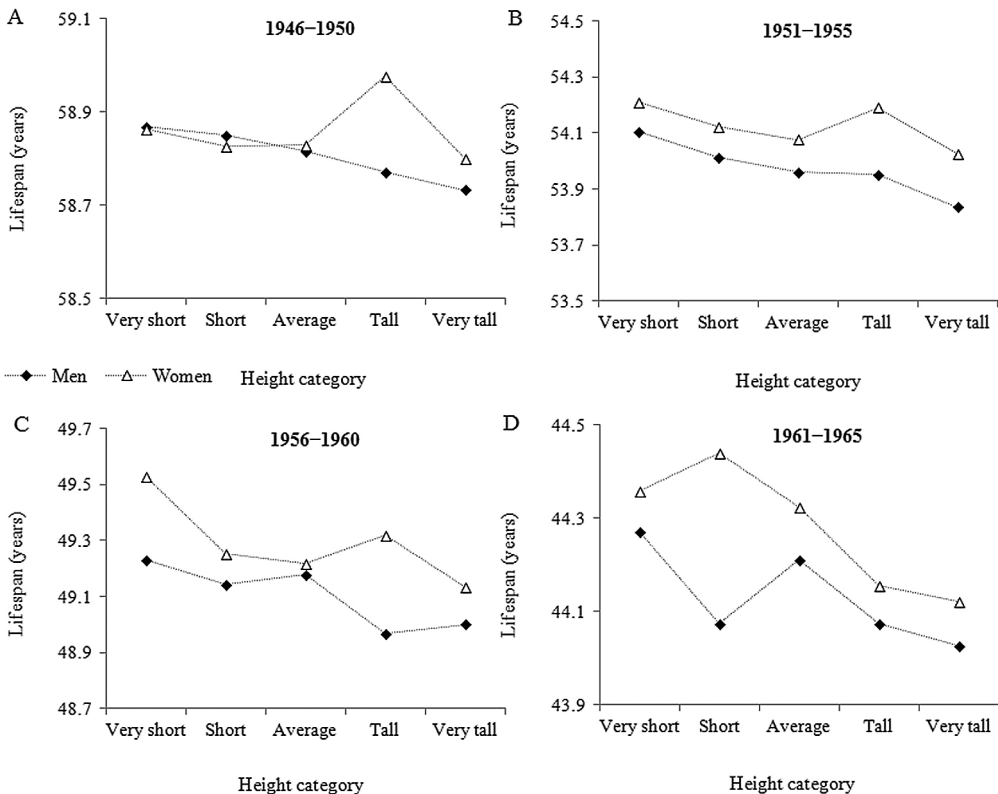 A
1946–1950
59.1
58.9
58.7
58.5
Lifespan (years)
Very short Short Average Tall Very tall
Height category
B
1951–1955
54.5
54.3
54.1
53.9
53.7
53.5
Lifespan (years)
Very short Short Average Tall Very tall
Height category
Men Women
C
1956–1960
49.7
49.5
49.3
49.1
48.9
48.7
Lifespan (years)
Very short Short Average Tall Very tall
Height category
D
1961–1965
44.5
44.3
44.1
43.9
Lifespan (years)
Very short Short Average Tall Very tall
Height category